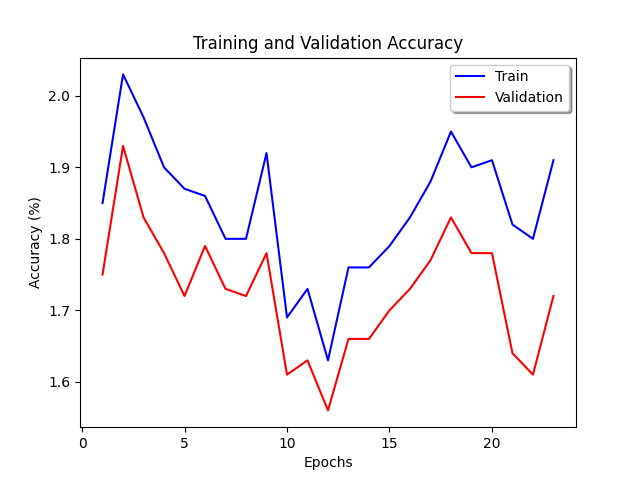 Training and Validation Accuracy
Train
Validation
2.0
1.9
1.8
1.7
1.6
Accuracy (%)
0 5 10 15 20
Epochs